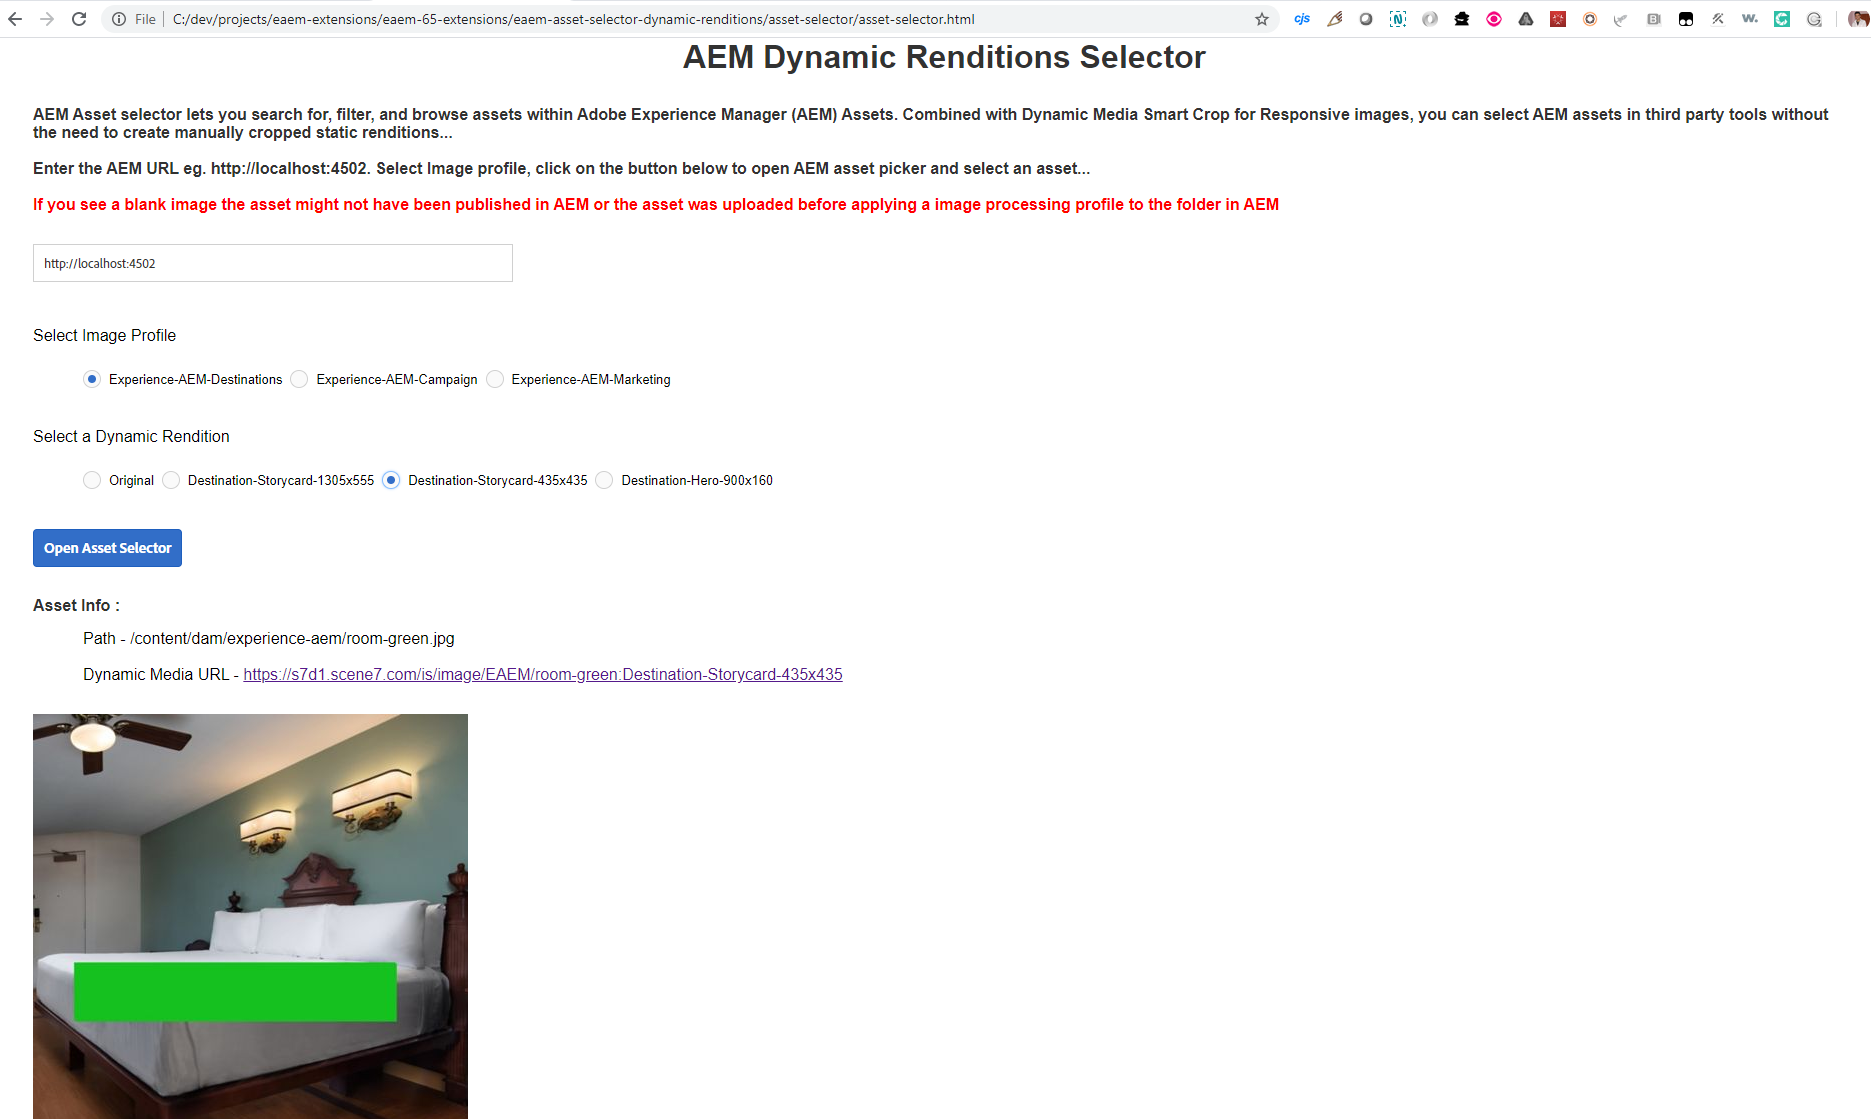 File
C:/dev/projects/eaem-extensions/eaem-65-extensions/eaem-asset-selector-dynamic-renditions/asset-selector/asset-selector.html
cjs
N
BI
W.
AEM Dynamic Renditions Selector
AEM Asset selector lets you search for, filter, and browse assets within Adobe Experience Manager (AEM) Assets. Combined with Dynamic Media Smart Crop for Responsive images, you can select AEM assets in third party tools without
the need to create manually cropped static renditions...
Enter the AEM URL eg. http://localhost:4502. Select Image profile, click on the button below to open AEM asset picker and select an asset...
If you see a blank image the asset might not have been published in AEM or the asset was uploaded before applying a image processing profile to the folder in AEM
http://localhost:4502
Select Image Profile
Experience-AEM-Destinations Experience-AEM-Campaign Experience-AEM-Marketing
Select a Dynamic Rendition
Original Destination-Storycard-1305x555 Destination-Storycard-435x435 Destination-Hero-900x160
Open Asset Selector
Asset Info :
Path - /content/dam/experience-aem/room-green.jpg
Dynamic Media URL - https://s7d1.scene7.com/is/image/EAEM/room-green:Destination-Storycard-435x435